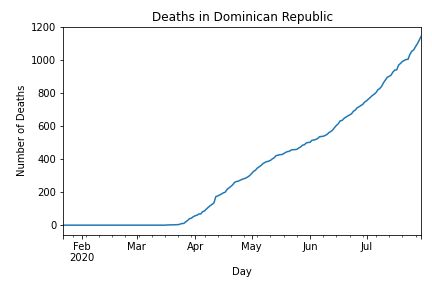 Deaths in Dominican Republic
1200
1000
800
600
400
200
0
Number of Deaths
Feb
2020
Mar
Apr
May
Jun
Jul
Day